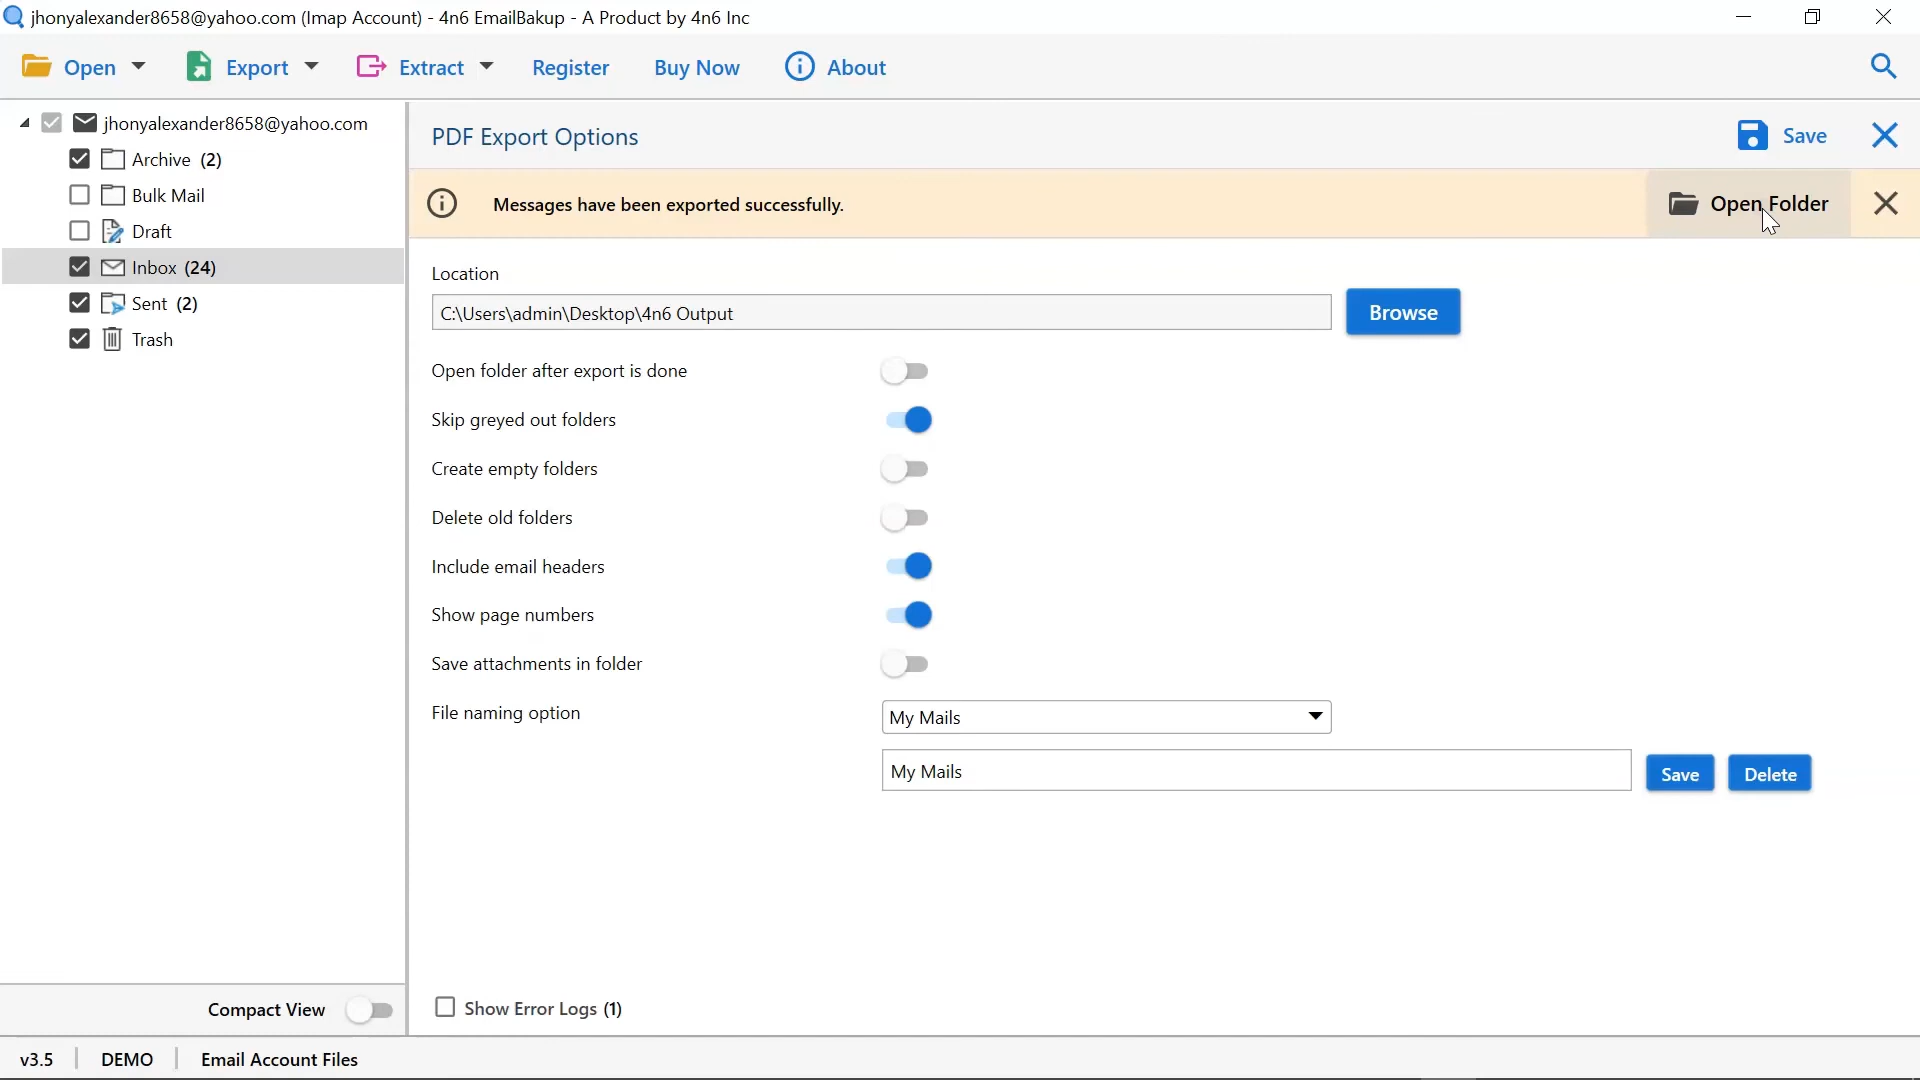 jhonyalexander8658@yahoo.com (Imap Account) - 4n6 EmailBakup - A Product by 4n6 Inc
Open Export Extract Register Buy Now About
jhonyalexander8658@yahoo.com
Archive (2)
Bulk Mail
Draft
Inbox (24)
Sent (2)
Trash
PDF Export Options Save
Messages have been exported successfully. Open Folder
Location
C:\Users\admin\Desktop\4n6 Output Browse
Open folder after export is done
Skip greyed out folders
Create empty folders
Delete old folders
Include email headers
Show page numbers
Save attachments in folder
File naming option My Mails
My Mails Save Delete
Compact View
Show Error Logs (1)
v3.5 DEMO Email Account Files